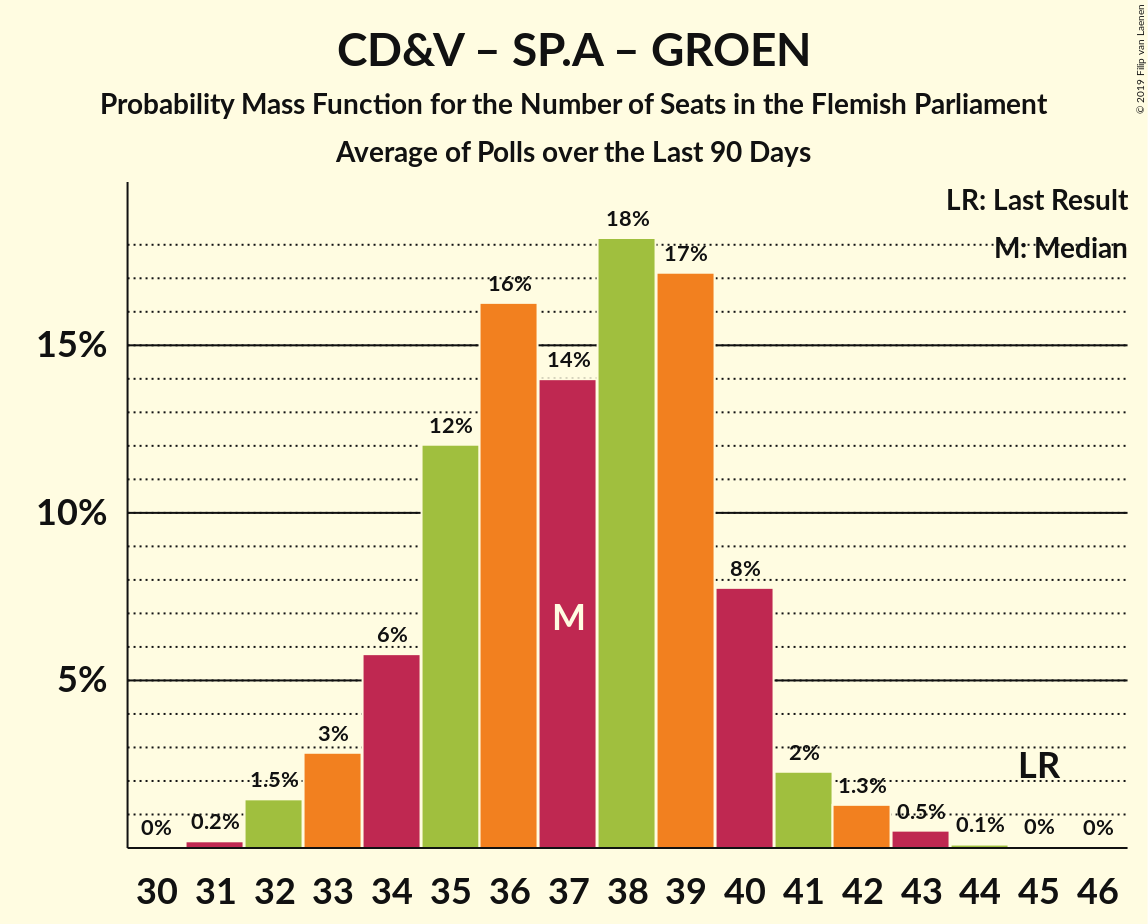 CD&V – SP.A – GROEN
Probability Mass Function for the Number of Seats in the Flemish Parliament
Average of Polls over the Last 90 Days
© 2019 Filip van Laenen
LR: Last Result
M: Median
18%
17%
16%
15%
14%
12%
10%
8%
M
6%
5%
3%
2%
LR
1.5%
1.3%
0.5%
0.2%
0.1%
0%
0%
0%
30 31 32 33 34 35 36 37 38 39 40 41 42 43 44 45 46